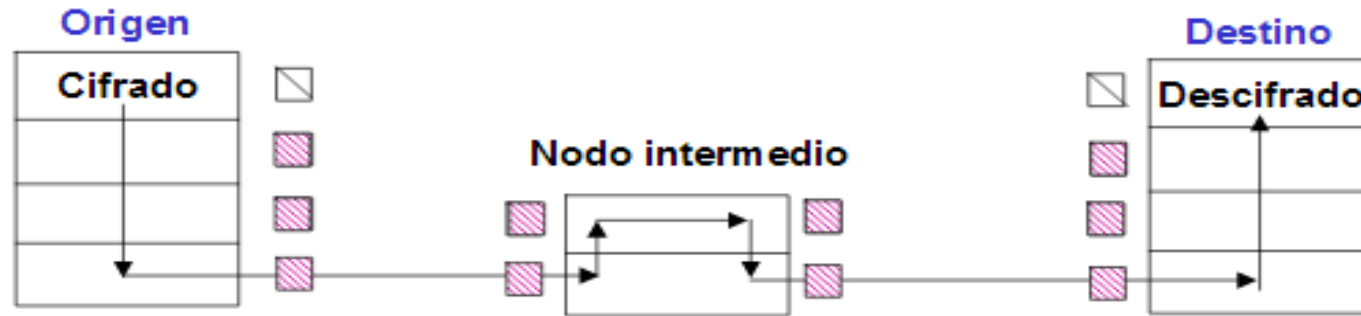 Origen
Destino
Cifrado
Descifrado
Nodo intermedio